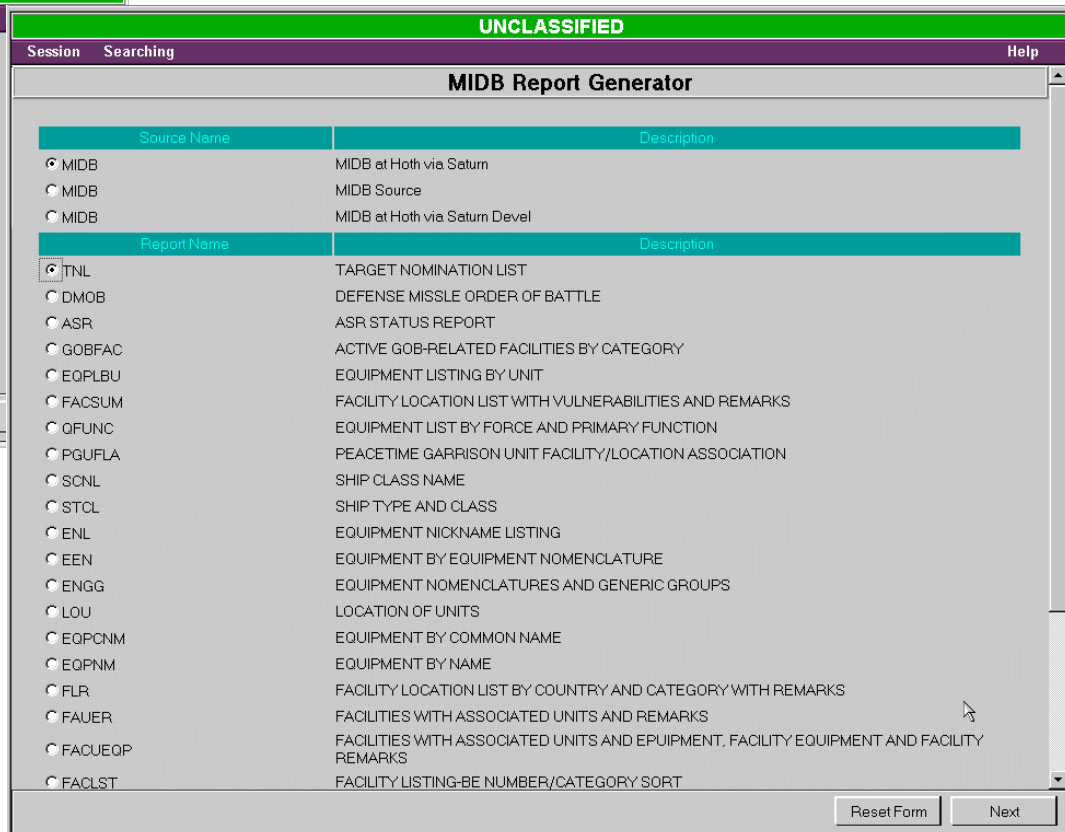 UNCLASSIFIED
Session Searching Help
MIDB Report Generator
Source Name Description
MIDB MIDB at Hoth via Saturn
MIDB MIDB Source
MIDB MIDB at Hoth via Saturn Devel
Report Name Description
TNL TARGET NOMINATION LIST
DMOB DEFENSE MISSLE ORDER OF BATTLE
ASR ASR STATUS REPORT
GOBFAC ACTIVE GOB-RELATED FACILITIES BY CATEGORY
EQPLBU EQUIPMENT LISTING BY UNIT
FACSUM FACILITY LOCATION LIST WITH VULNERABILITIES AND REMARKS
QFUNC EQUIPMENT LIST BY FORCE AND PRIMARY FUNCTION
PGUFLA PEACETIME GARRISON UNIT FACILITY/LOCATION ASSOCIATION
SCNL SHIP CLASS NAME
STCL SHIP TYPE AND CLASS
ENL EQUIPMENT NICKNAME LISTING
EEN EQUIPMENT BY EQUIPMENT NOMENCLATURE
ENGG EQUIPMENT NOMENCLATURES AND GENERIC GROUPS
LOU LOCATION OF UNITS
EQPCNM EQUIPMENT BY COMMON NAME
EQPNM EQUIPMENT BY NAME
FLR FACILITY LOCATION LIST BY COUNTRY AND CATEGORY WITH REMARKS
FAUER FACILITIES WITH ASSOCIATED UNITS AND REMARKS
FACUEQP FACILITIES WITH ASSOCIATED UNITS AND EPUIPMENT, FACILITY EQUIPMENT AND FACILITY
REMARKS
FACLST FACILITY LISTING-BE NUMBER/CATEGORY SORT
Reset Form Next